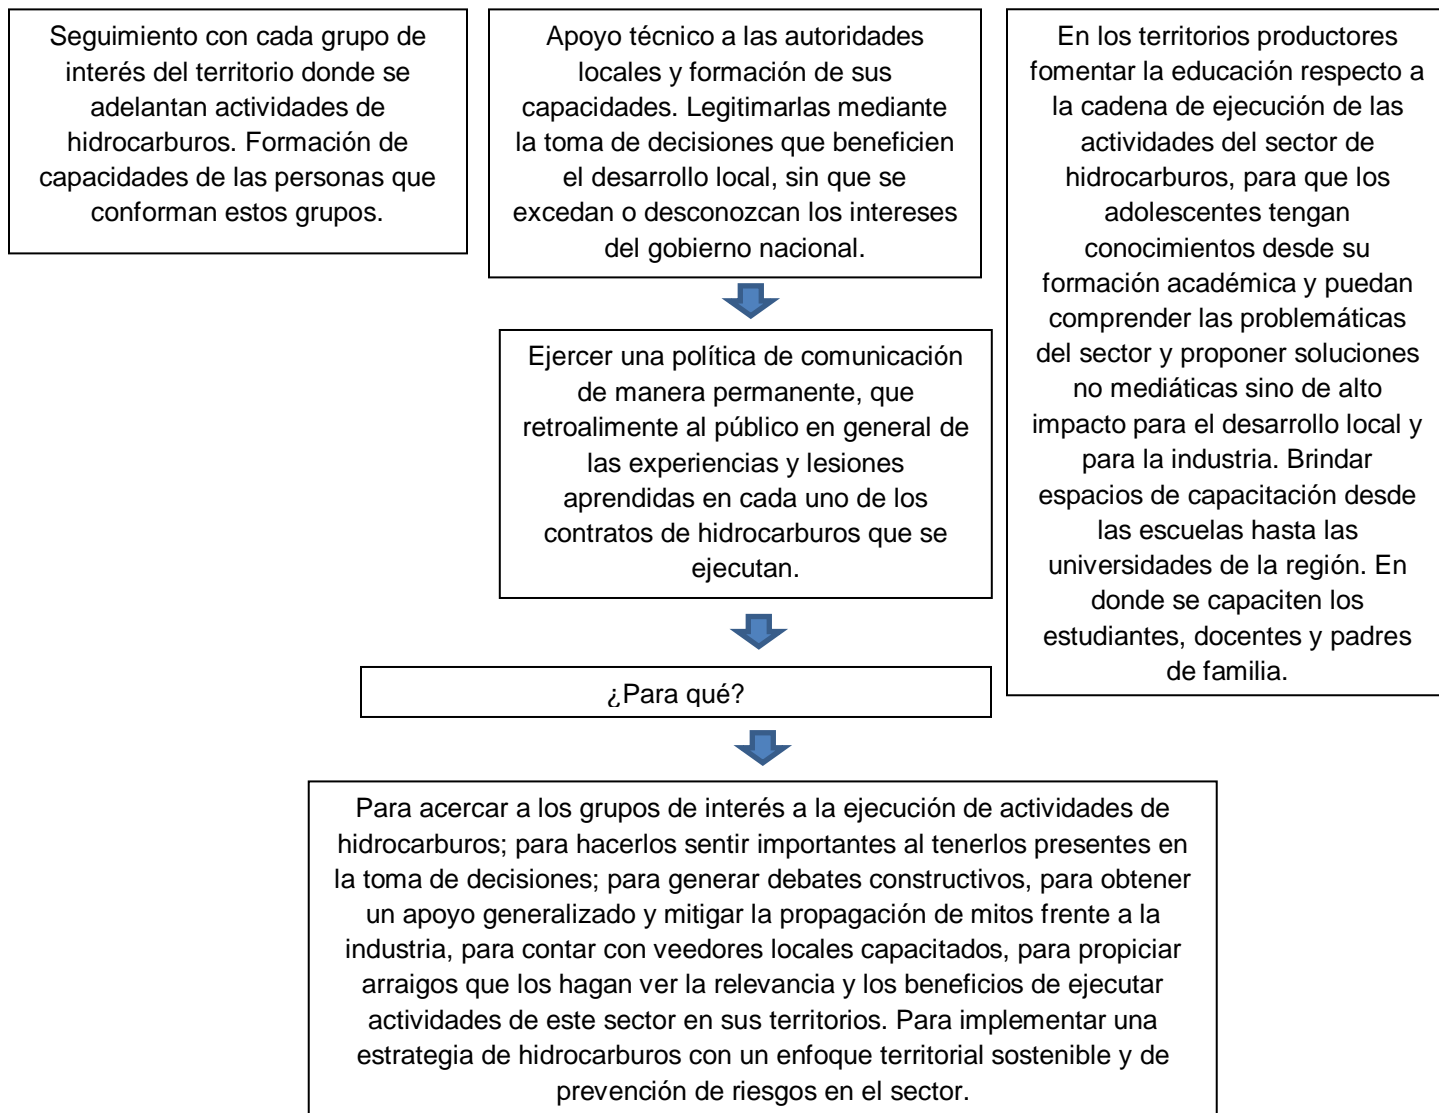 Seguimiento con cada grupo de
interés del territorio donde se
adelantan actividades de
hidrocarburos. Formación de
capacidades de las personas que
conforman estos grupos.
Apoyo técnico a las autoridades
locales y formación de sus
capacidades. Legitimarlas mediante
la toma de decisiones que beneficien
el desarrollo local, sin que se
excedan o desconozcan los intereses
del gobierno nacional.
En los territorios productores
fomentar la educación respecto a
la cadena de ejecución de las
actividades del sector de
hidrocarburos, para que los
adolescentes tengan
conocimientos desde su
formación académica y puedan
comprender las problemáticas
del sector y proponer soluciones
no mediáticas sino de alto
impacto para el desarrollo local y
para la industria. Brindar
espacios de capacitación desde
las escuelas hasta las
universidades de la región. En
donde se capaciten los
estudiantes, docentes y padres
de familia.
Ejercer una política de comunicación
de manera permanente, que
retroalimente al público en general de
las experiencias y lesiones
aprendidas en cada uno de los
contratos de hidrocarburos que se
ejecutan.
¿Para qué?
Para acercar a los grupos de interés a la ejecución de actividades de
hidrocarburos; para hacerlos sentir importantes al tenerlos presentes en
la toma de decisiones; para generar debates constructivos, para obtener
un apoyo generalizado y mitigar la propagación de mitos frente a la
industria, para contar con veedores locales capacitados, para propiciar
arraigos que los hagan ver la relevancia y los beneficios de ejecutar
actividades de este sector en sus territorios. Para implementar una
estrategia de hidrocarburos con un enfoque territorial sostenible y de
prevención de riesgos en el sector.